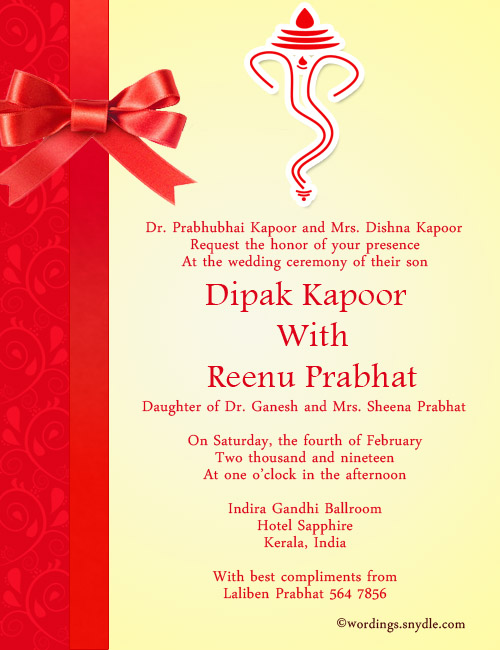 Dr. Prabhubhai Kapoor and Mrs. Dishna Kapoor
Request the honor of your presence
At the wedding ceremony of their son
Dipak Kapoor
With
Reenu Prabhat
Daughter of Dr. Ganesh and Mrs. Sheena Prabhat
On Saturday, the fourth of February
Two thousand and nineteen
At one o’clock in the afternoon
Indira Gandhi Ballroom
Hotel Sapphire
Kerala, India
With best compliments from
Laliben Prabhat 564 7856
©wordings.snydle.com